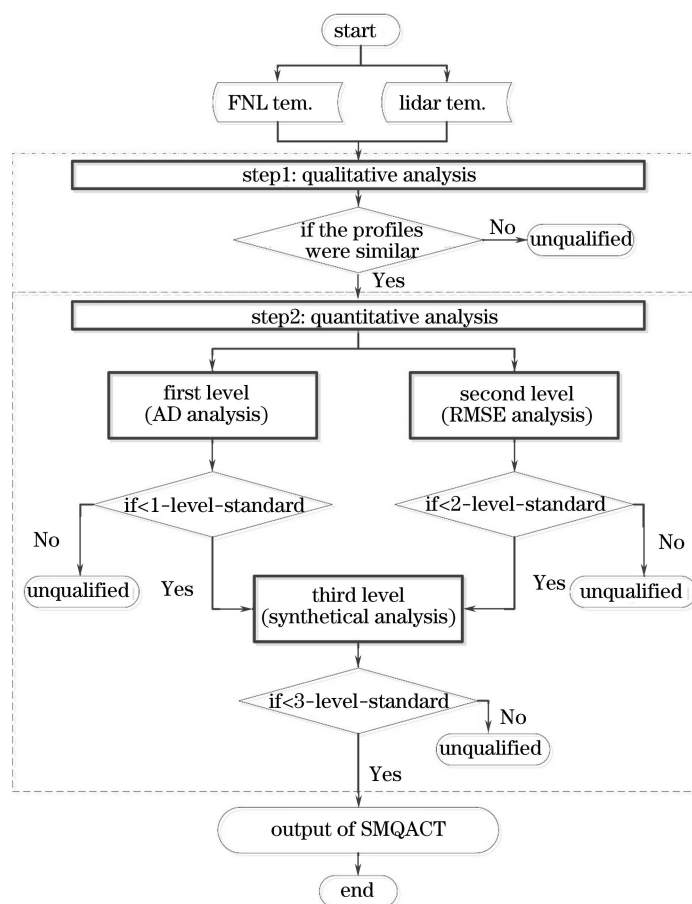 start
FNL tem.
lidar tem.
step1: qualitative analysis
if the profiles
were similar
No
unqualified
Yes
step2: quantitative analysis
first level
(AD analysis)
second level
(RMSE analysis)
if<1-level-standard
if<2-level-standard
No
No
unqualified
Yes
Yes
unqualified
third level
(synthetical analysis)
if<3-level-standard
No
unqualified
Yes
output of SMQACT
end